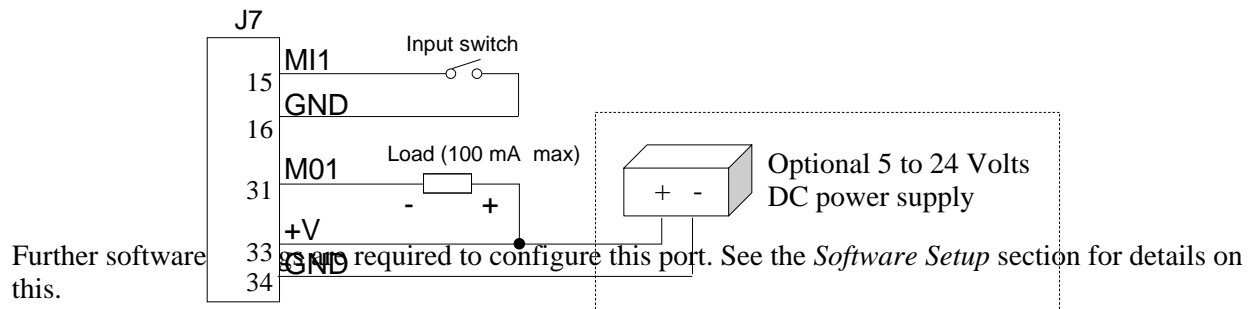 J7
Input switch
15 MI1
16 GND
31 M01
Load (100 mA max)
- +
33 +V
34 GND
+ -
Optional 5 to 24 Volts
DC power supply
Further software are required to configure this port. See the Software Setup section for details on
this.